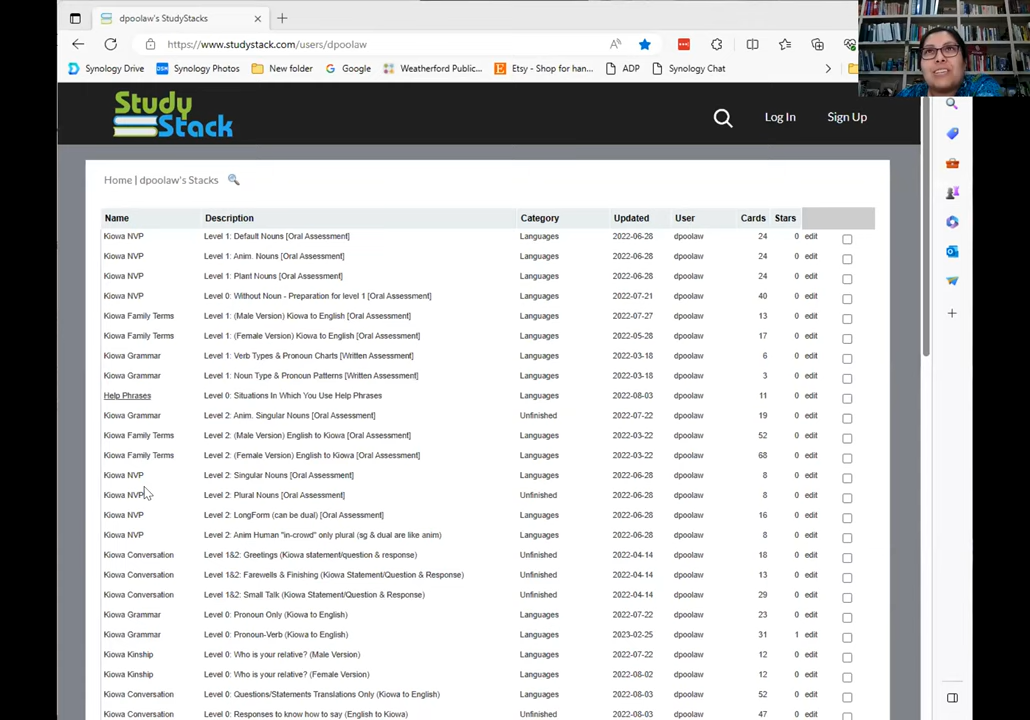 dpoolaw's StudyStacks
https://www.studystack.com/users/dpoolaw
Synology Drive Synology Photos New folder Google Weatherford Public... Etsy - Shop for han... ADP Synology Chat
Study Stack
Log In Sign Up
Home | dpoolaw's Stacks
Name Description Category Updated User Cards Stars
Kiowa NVP Level 1: Default Nouns [Oral Assessment] Languages 2022-06-28 dpoolaw 24 0 edit
Kiowa NVP Level 1: Anim. Nouns [Oral Assessment] Languages 2022-06-28 dpoolaw 24 0 edit
Kiowa NVP Level 1: Plant Nouns [Oral Assessment] Languages 2022-06-28 dpoolaw 24 0 edit
Kiowa NVP Level 0: Without Noun - Preparation for level 1 [Oral Assessment] Languages 2022-07-21 dpoolaw 40 0 edit
Kiowa Family Terms Level 1: (Male Version) Kiowa to English [Oral Assessment] Languages 2022-07-27 dpoolaw 13 0 edit
Kiowa Family Terms Level 1: (Female Version) Kiowa to English [Oral Assessment] Languages 2022-05-28 dpoolaw 17 0 edit
Kiowa Grammar Level 1: Verb Types & Pronoun Charts [Written Assessment] Languages 2022-03-18 dpoolaw 6 0 edit
Kiowa Grammar Level 1: Noun Type & Pronoun Patterns [Written Assessment] Languages 2022-03-18 dpoolaw 3 0 edit
Help Phrases Level 0: Situations In Which You Use Help Phrases Languages 2022-08-03 dpoolaw 11 0 edit
Kiowa Grammar Level 2: Anim. Singular Nouns [Oral Assessment] Unfinished 2022-07-22 dpoolaw 19 0 edit
Kiowa Family Terms Level 2: (Male Version) English to Kiowa [Oral Assessment] Languages 2022-03-22 dpoolaw 52 0 edit
Kiowa Family Terms Level 2: (Female Version) English to Kiowa [Oral Assessment] Languages 2022-03-22 dpoolaw 68 0 edit
Kiowa NVP Level 2: Singular Nouns [Oral Assessment] Languages 2022-06-28 dpoolaw 8 0 edit
Kiowa NVP Level 2: Plural Nouns [Oral Assessment] Unfinished 2022-06-28 dpoolaw 8 0 edit
Kiowa NVP Level 2: LongForm (can be dual) [Oral Assessment] Languages 2022-06-28 dpoolaw 16 0 edit
Kiowa NVP Level 2: Anim Human "in-crowd" only plural (sg & dual are like anim) Languages 2022-06-28 dpoolaw 8 0 edit
Kiowa Conversation Level 1&2: Greetings (Kiowa statement/question & response) Unfinished 2022-04-14 dpoolaw 18 0 edit
Kiowa Conversation Level 1&2: Farewells & Finishing (Kiowa Statement/Question & Response) Unfinished 2022-04-14 dpoolaw 13 0 edit
Kiowa Conversation Level 1&2: Small Talk (Kiowa Statement/Question & Response) Unfinished 2022-04-14 dpoolaw 29 0 edit
Kiowa Grammar Level 0: Pronoun Only (Kiowa to English) Languages 2022-07-22 dpoolaw 23 0 edit
Kiowa Grammar Level 0: Pronoun-Verb (Kiowa to English) Languages 2023-02-25 dpoolaw 31 1 edit
Kiowa Kinship Level 0: Who is your relative? (Male Version) Languages 2022-07-22 dpoolaw 12 0 edit
Kiowa Kinship Level 0: Who is your relative? (Female Version) Languages 2022-08-02 dpoolaw 12 0 edit
Kiowa Conversation Level 0: Questions/Statements Translations Only (Kiowa to English) Languages 2022-08-03 dpoolaw 52 0 edit
Kiowa Conversation Level 0: Responses to know how to say (English to Kiowa) Unfinished 2022-08-03 dpoolaw 47 0 edit